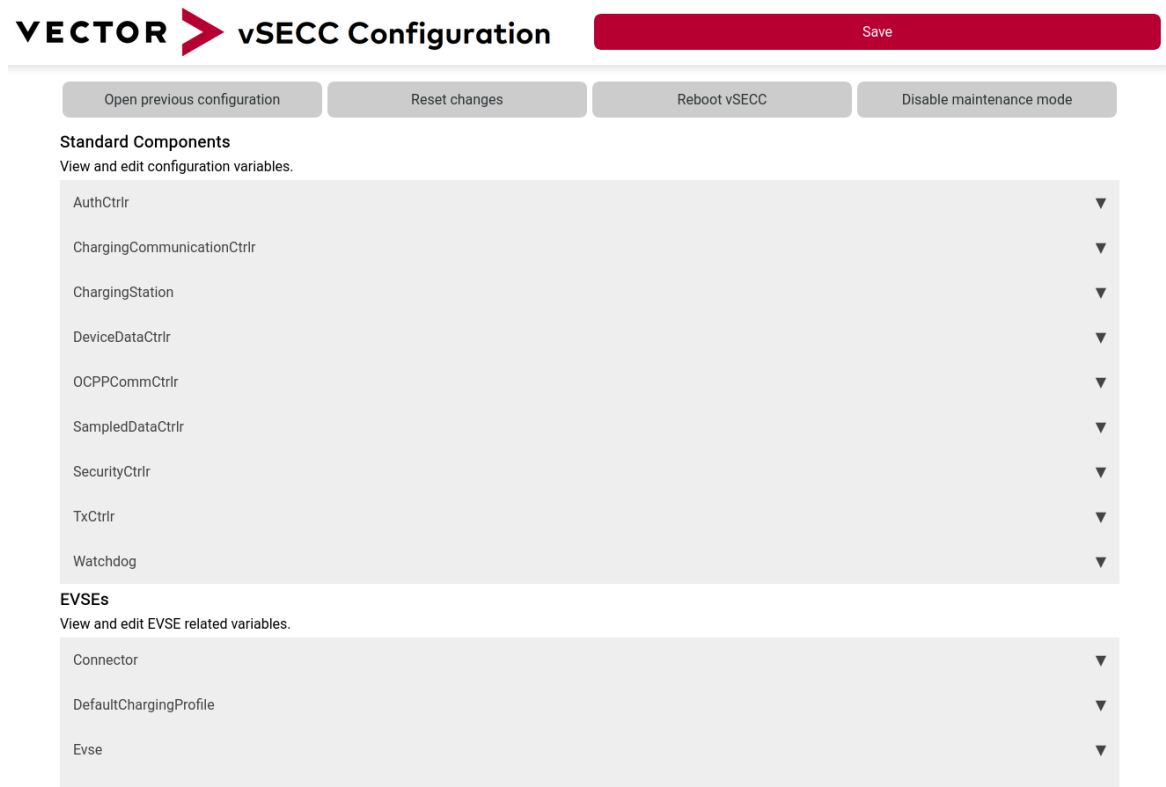 VECTOR vSECC Configuration Save
Open previous configuration Reset changes Reboot vSECC Disable maintenance mode
Standard Components
View and edit configuration variables.
AuthCtrlr
ChargingCommunicationCtrlr
ChargingStation
DeviceDataCtrlr
OCPPCommCtrlr
SampledDataCtrlr
SecurityCtrlr
TxCtrlr
Watchdog
EVSEs
View and edit EVSE related variables.
Connector
DefaultChargingProfile
Evse